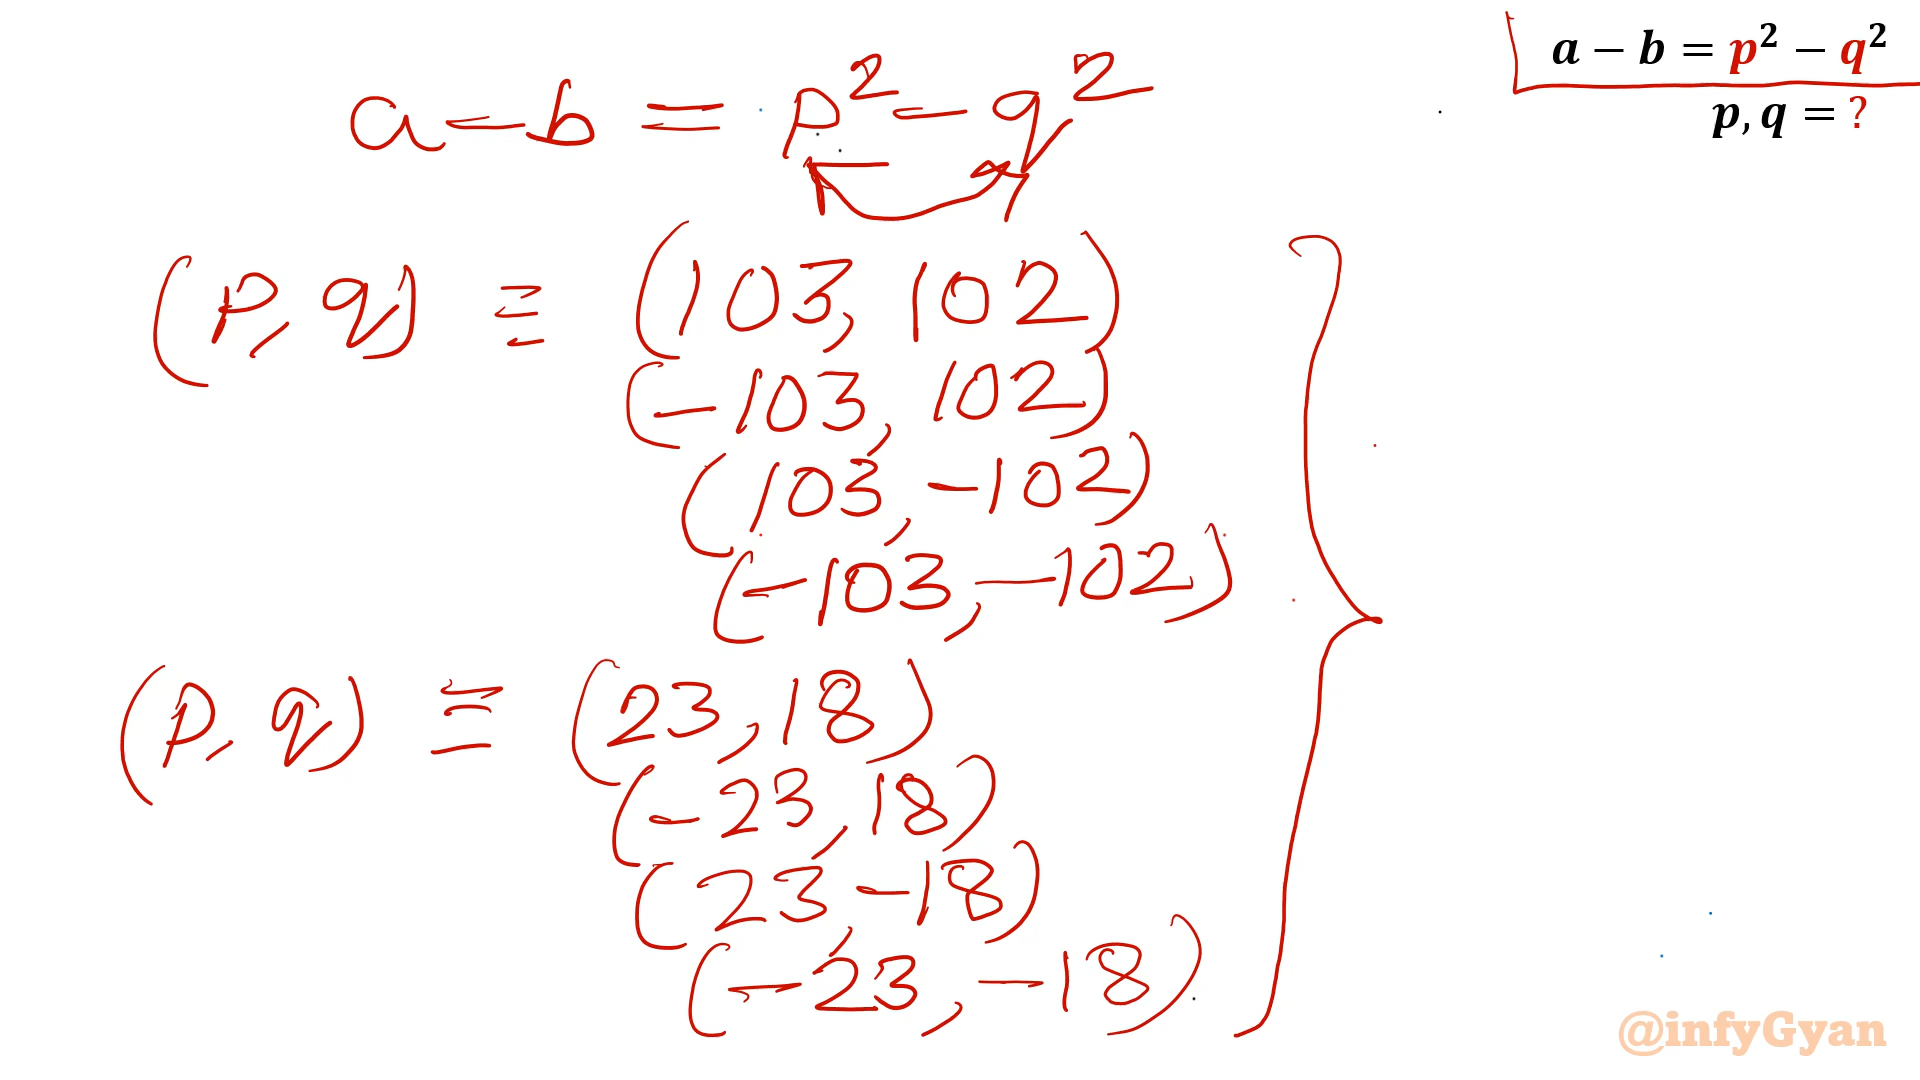 a - b = p² - q²
p, q = ?
a - b = p² - q²
(p, q) ≡ (103, 102)
(-103, 102)
(103, -102)
(-103, -102)
(p, q) ≡ (23, 18)
(-23, 18)
(23, -18)
(-23, -18)
@infyGyan